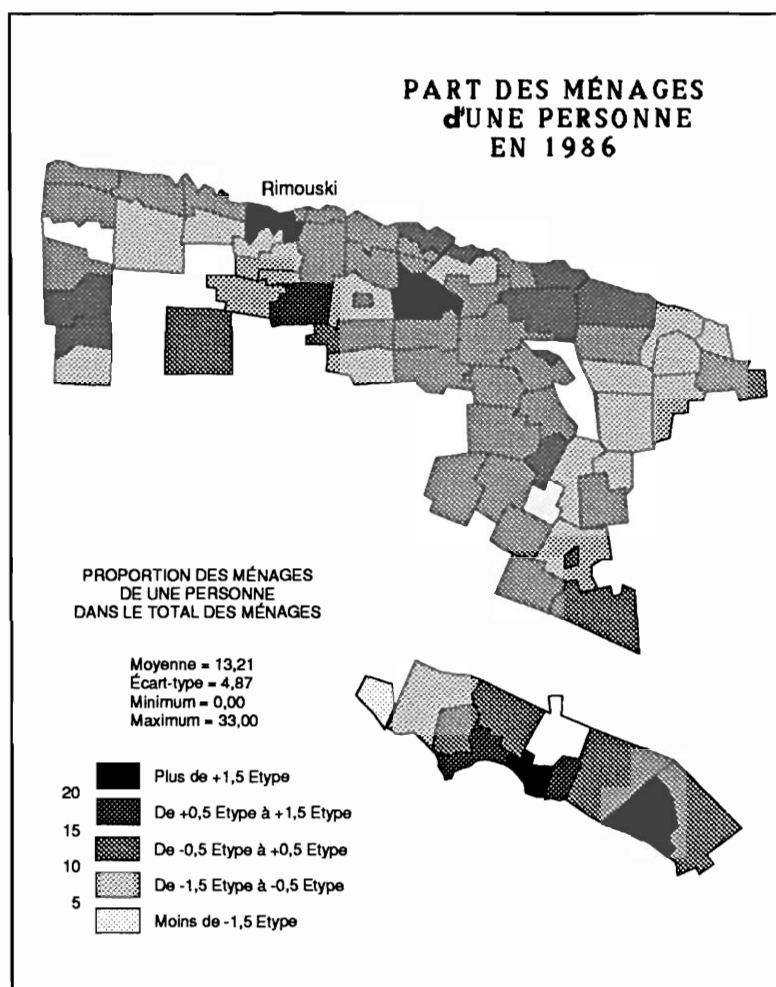 PART DES MÉNAGES
d'UNE PERSONNE
EN 1986
Rimouski
PROPORTION DES MÉNAGES
DE UNE PERSONNE
DANS LE TOTAL DES MÉNAGES
Moyenne = 13,21
Écart-type = 4,87
Minimum = 0,00
Maximum = 33,00
Plus de +1,5 Etype
20
De +0,5 Etype à +1,5 Etype
15
De -0,5 Etype à +0,5 Etype
10
De -1,5 Etype à -0,5 Etype
5
Moins de -1,5 Etype